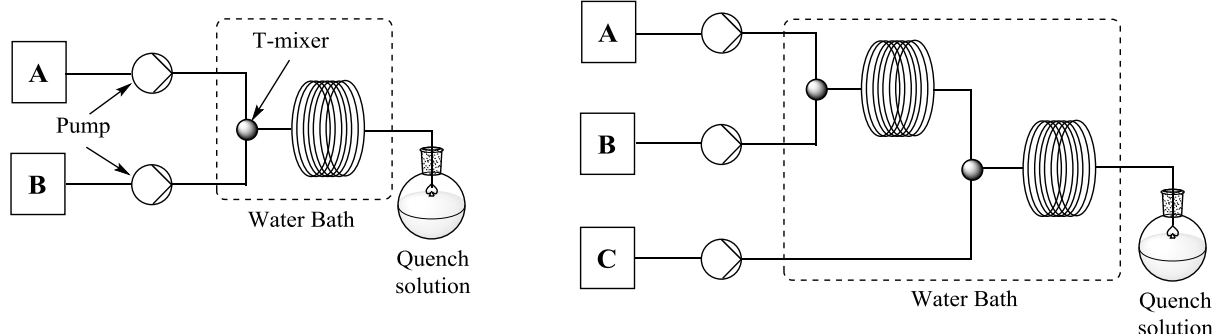 A
T-mixer
Pump
B
Water Bath
Quench
solution
A
B
C
Water Bath
Quench
solution